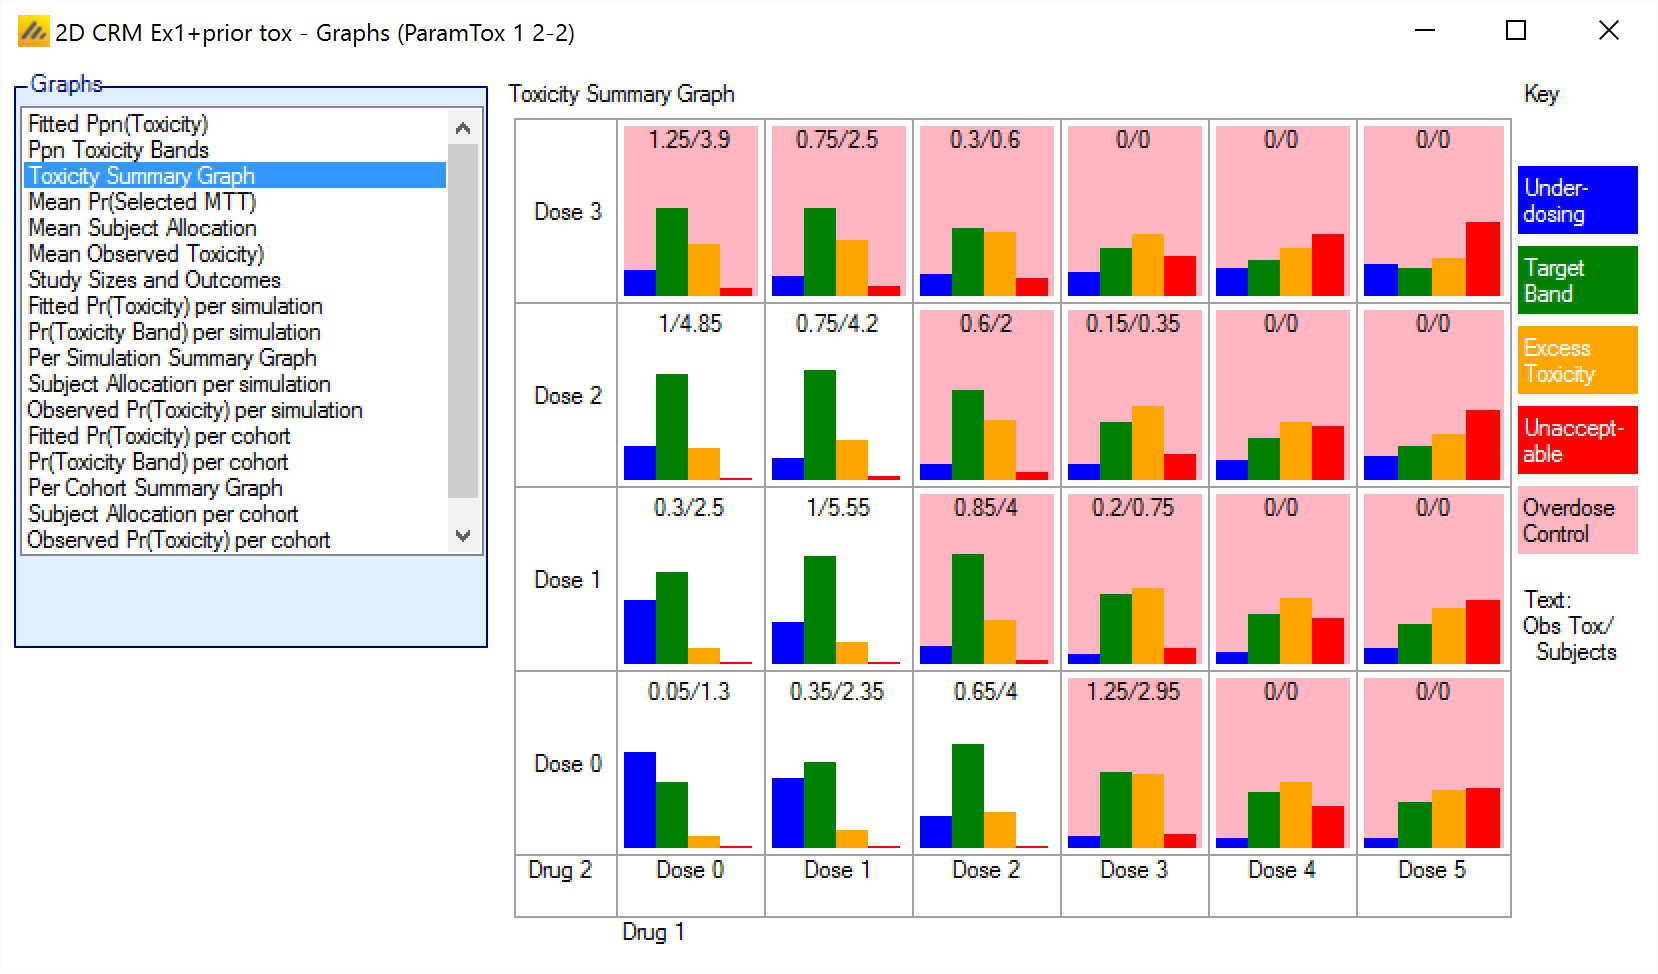 2D CRM Ex1+prior tox - Graphs (ParamTox 1 2-2)
Graphs
Fitted Ppn(Toxicity)
Ppn Toxicity Bands
Toxicity Summary Graph
Mean Pr(Selected MTT)
Mean Subject Allocation
Mean Observed Toxicity)
Study Sizes and Outcomes
Fitted Pr(Toxicity) per simulation
Pr(Toxicity Band) per simulation
Per Simulation Summary Graph
Subject Allocation per simulation
Observed Pr(Toxicity) per simulation
Fitted Pr(Toxicity) per cohort
Pr(Toxicity Band) per cohort
Per Cohort Summary Graph
Subject Allocation per cohort
Observed Pr(Toxicity) per cohort
Toxicity Summary Graph
1.25/3.9 0.75/2.5 0.3/0.6 0/0 0/0 0/0
Dose 3
1/4.85 0.75/4.2 0.6/2 0.15/0.35 0/0 0/0
Dose 2
0.3/2.5 1/5.55 0.85/4 0.2/0.75 0/0 0/0
Dose 1
0.05/1.3 0.35/2.35 0.65/4 1.25/2.95 0/0 0/0
Dose 0
Drug 2 Dose 0 Dose 1 Dose 2 Dose 3 Dose 4 Dose 5
Drug 1
Key
Under-
dosing
Target
Band
Excess
Toxicity
Unaccept-
able
Overdose
Control
Text:
Obs Tox/
Subjects